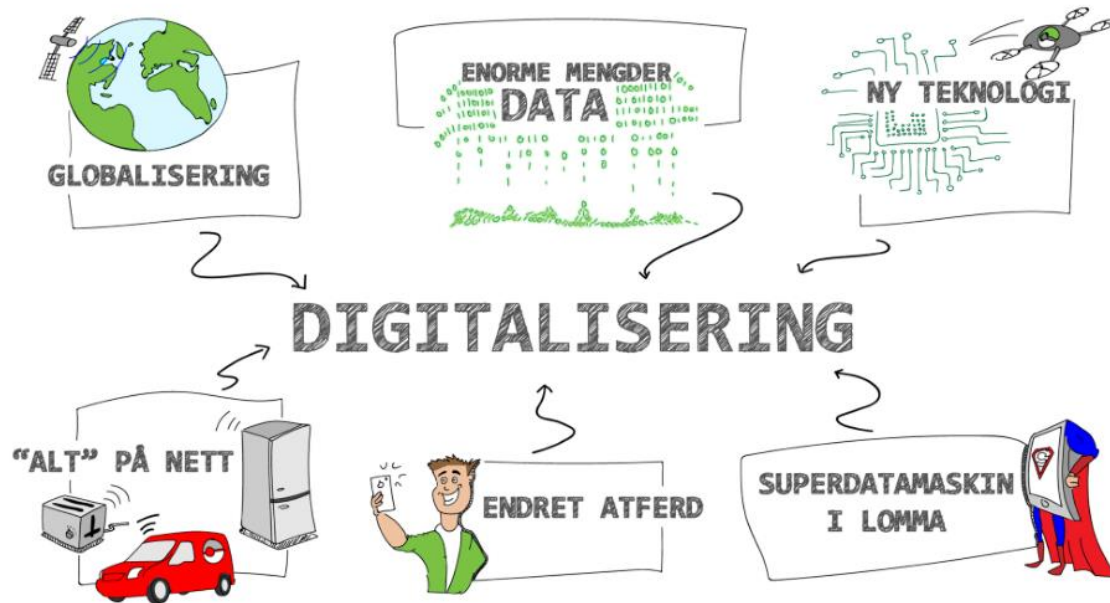 GLOBALISERING
ENORME MENGDER
DATA
NY TEKNOLOGI
DIGITALISERING
“ALT” PÅ NETT
ENDRET ATFERD
SUPERDATAMASKIN
I LOMMA